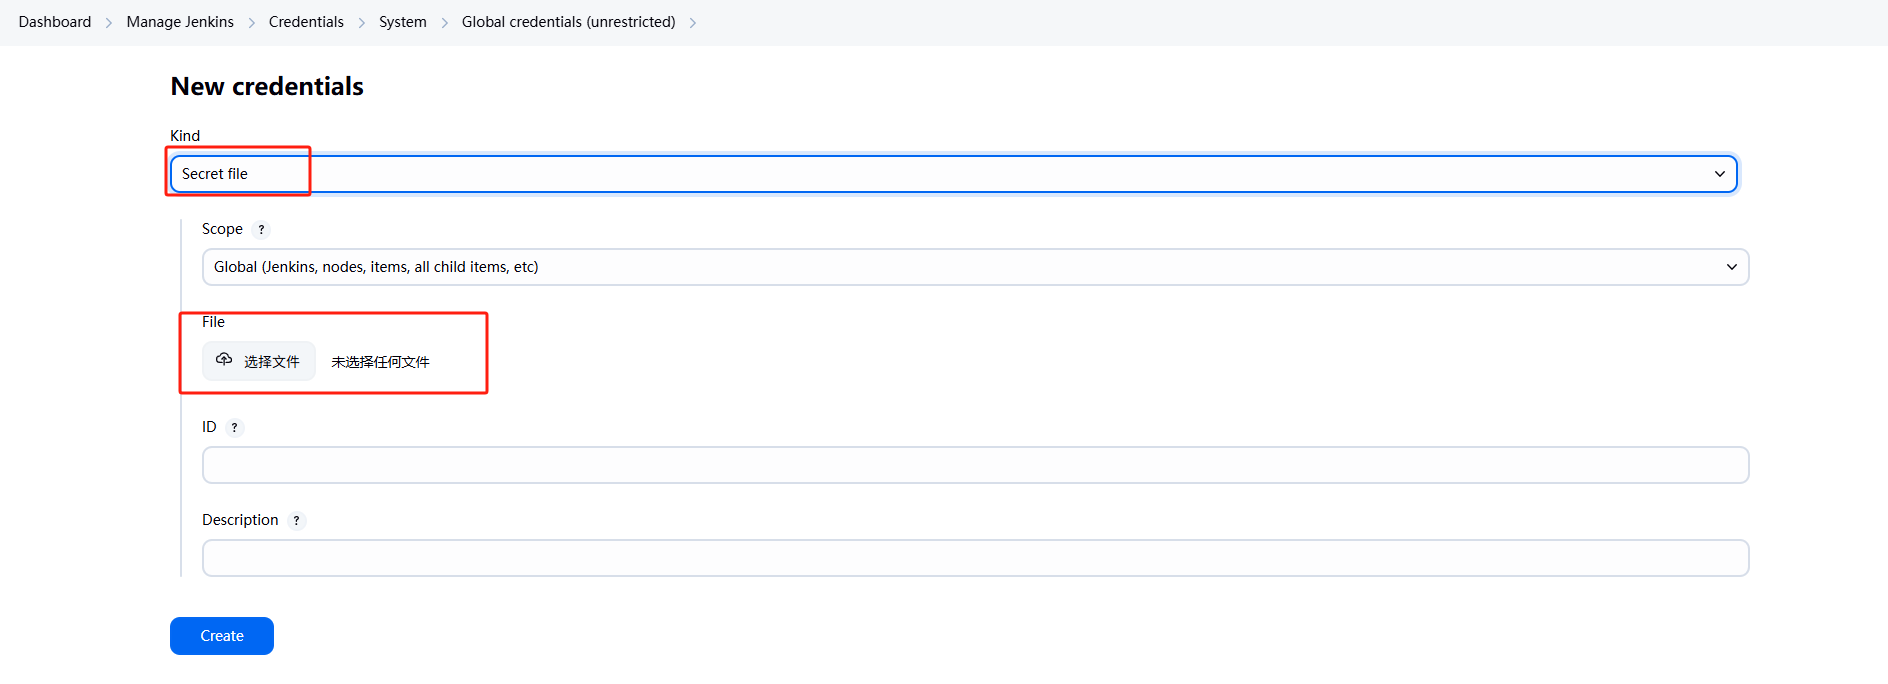 Dashboard > Manage Jenkins > Credentials > System > Global credentials (unrestricted) >
New credentials
Kind
Secret file
Scope ?
Global (Jenkins, nodes, items, all child items, etc)
File
选择文件 未选择任何文件
ID ?
Description ?
Create